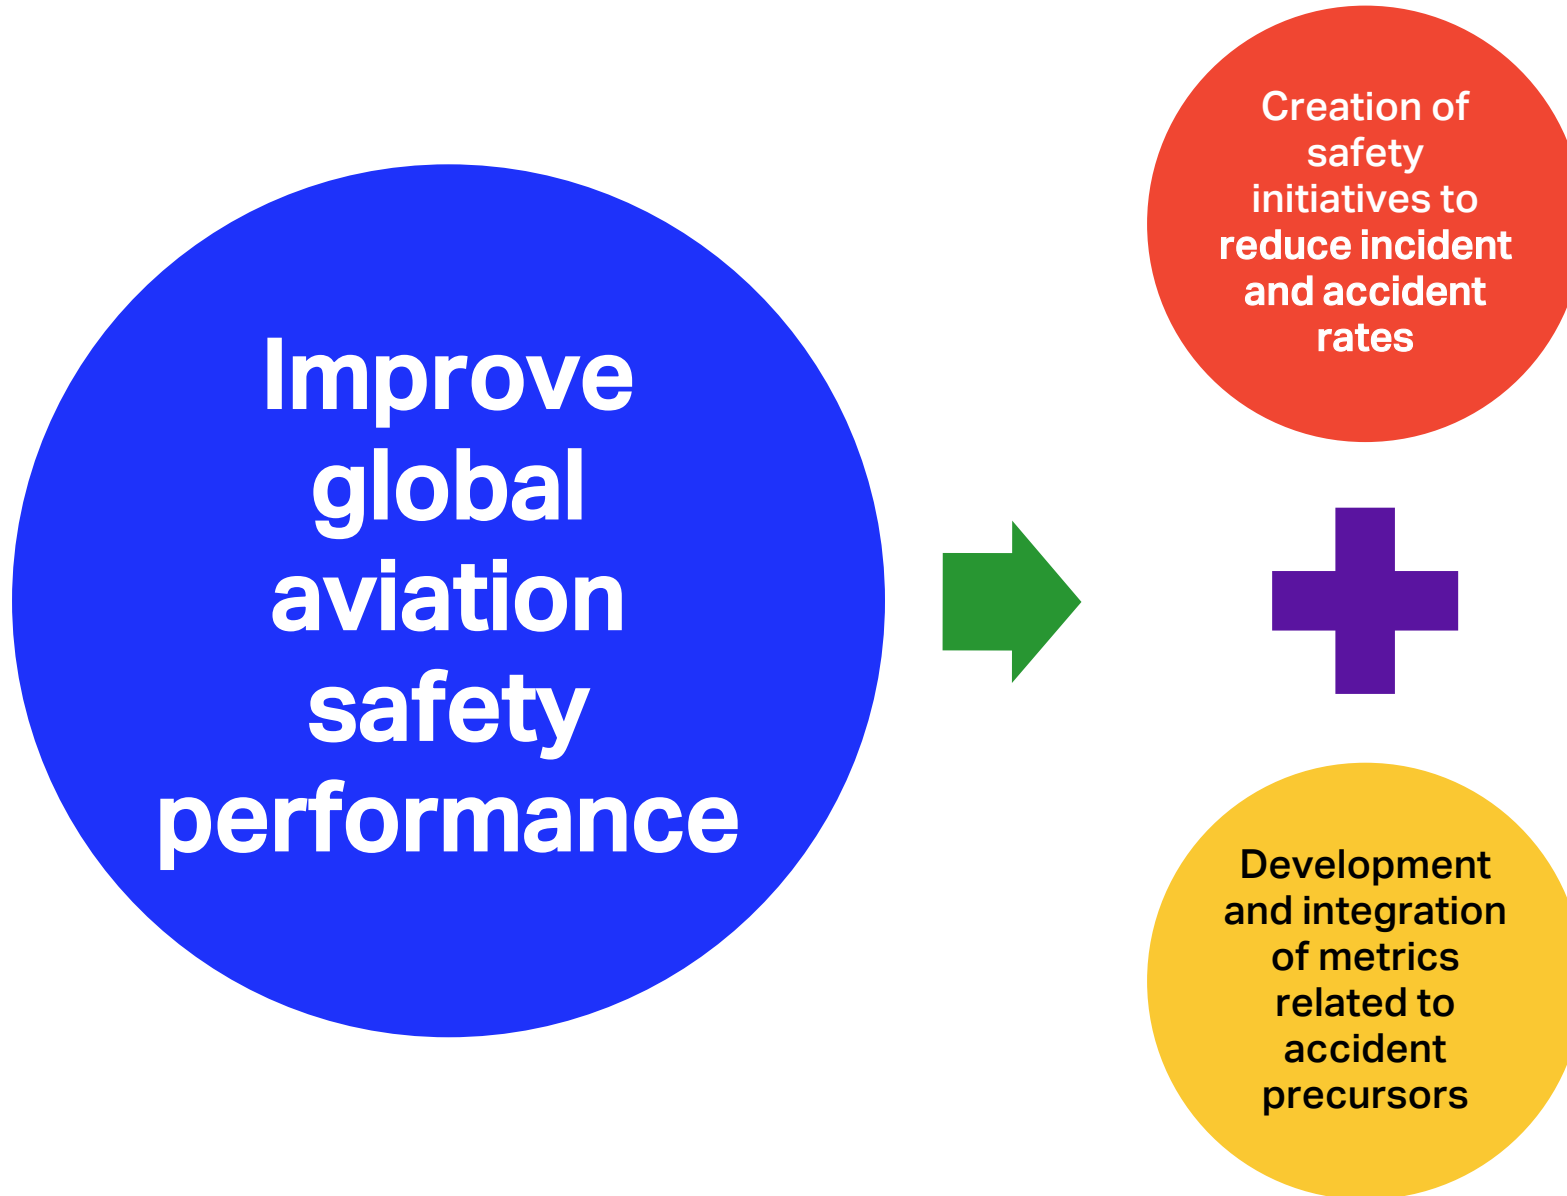 Improve
global
aviation
safety
performance
Creation of
safety
initiatives to
reduce incident
and accident
rates
Development
and integration
of metrics
related to
accident
precursors